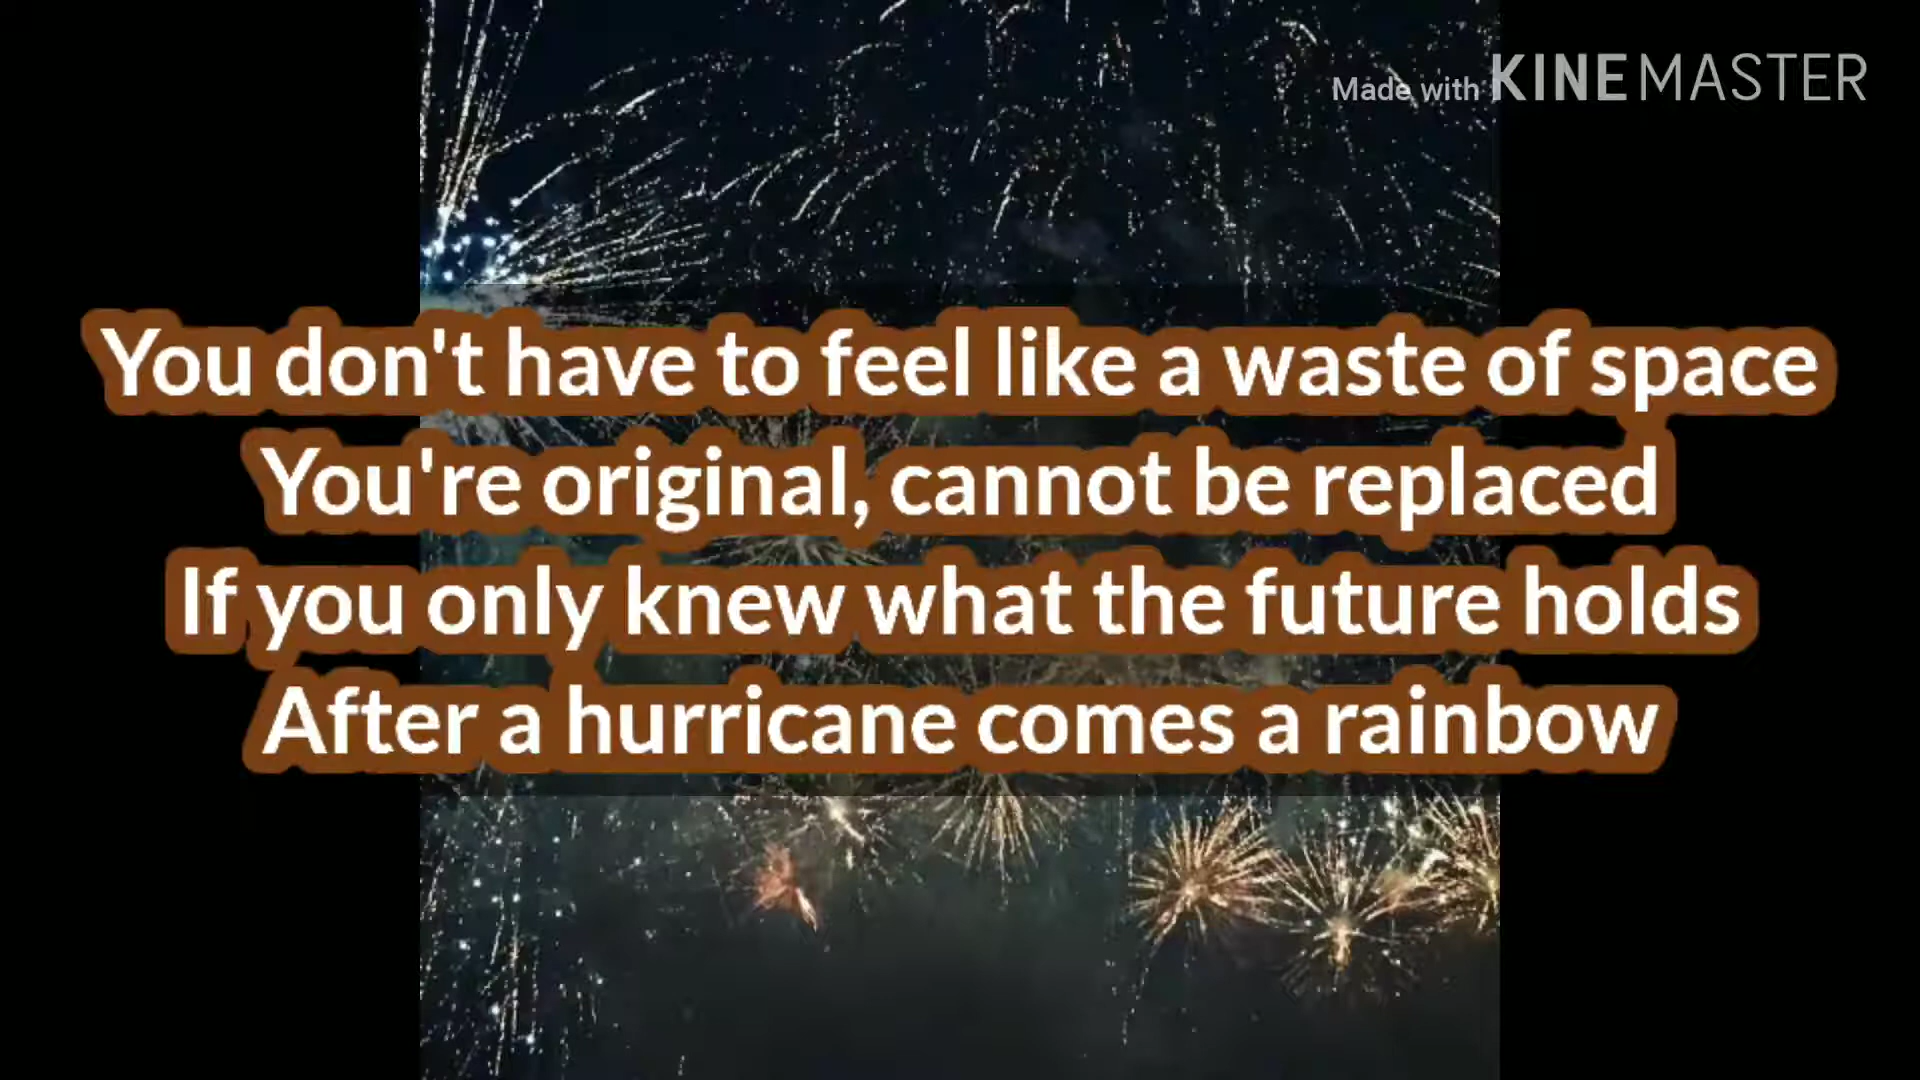 Made with KINEMASTER
You don't have to feel like a waste of space
You're original, cannot be replaced
If you only knew what the future holds
After a hurricane comes a rainbow